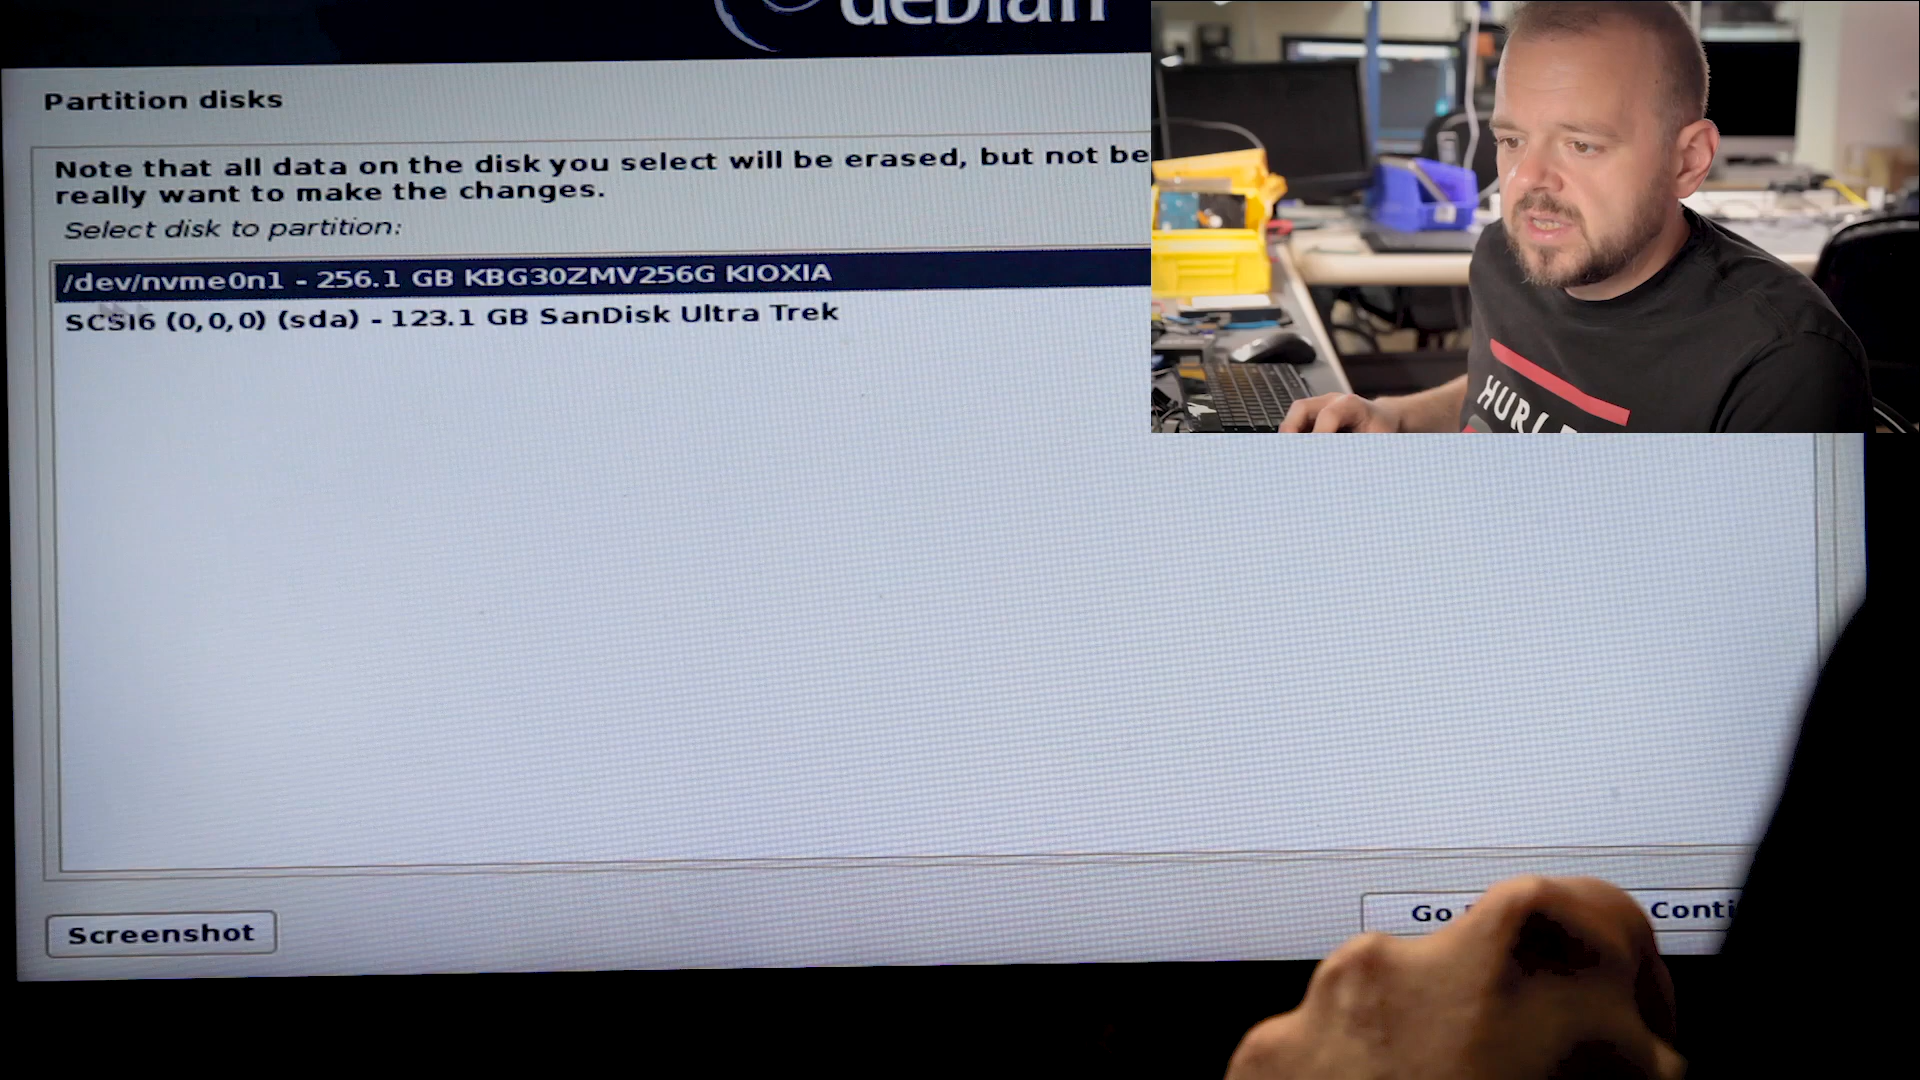 debian
Partition disks
Note that all data on the disk you select will be erased, but not be
really want to make the changes.
Select disk to partition:
/dev/nvme0n1 - 256.1 GB KBG30ZMV256G KIOXIA
SCSI6 (0,0,0) (sda) - 123.1 GB SanDisk Ultra Trek
HURLE
Screenshot
Go
Conti